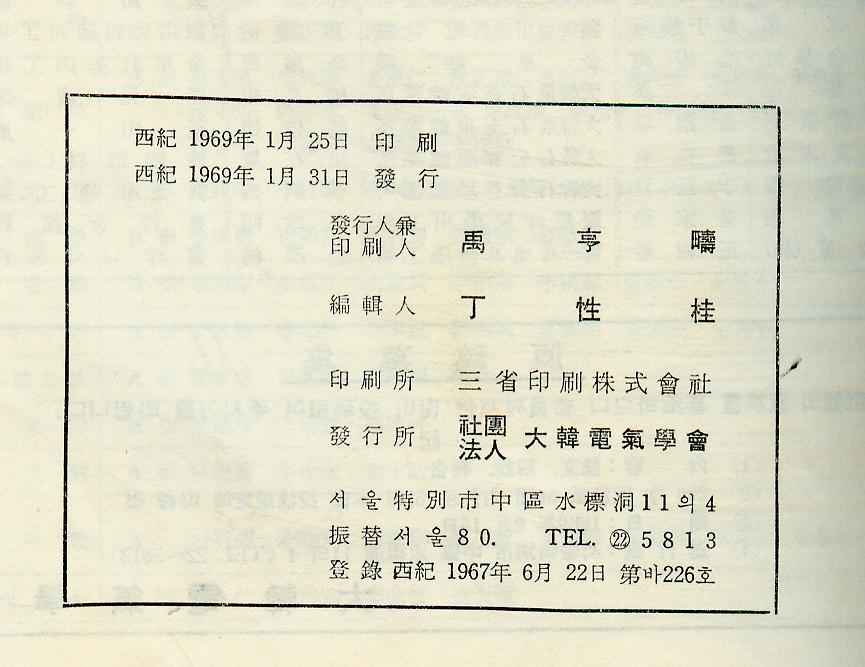 西紀 1969年 1月 25日 印刷
西紀 1969年 1月 31日 發行
發行人兼
印刷人 禹亨疇
編輯人 丁性桂
印刷所 三省印刷株式會社
發行所 社團法人 大韓電氣學會
서울特別市中區水標洞11의4
振替서울80. TEL. ㉒5813
登錄西紀 1967年 6月 22日 第바226호